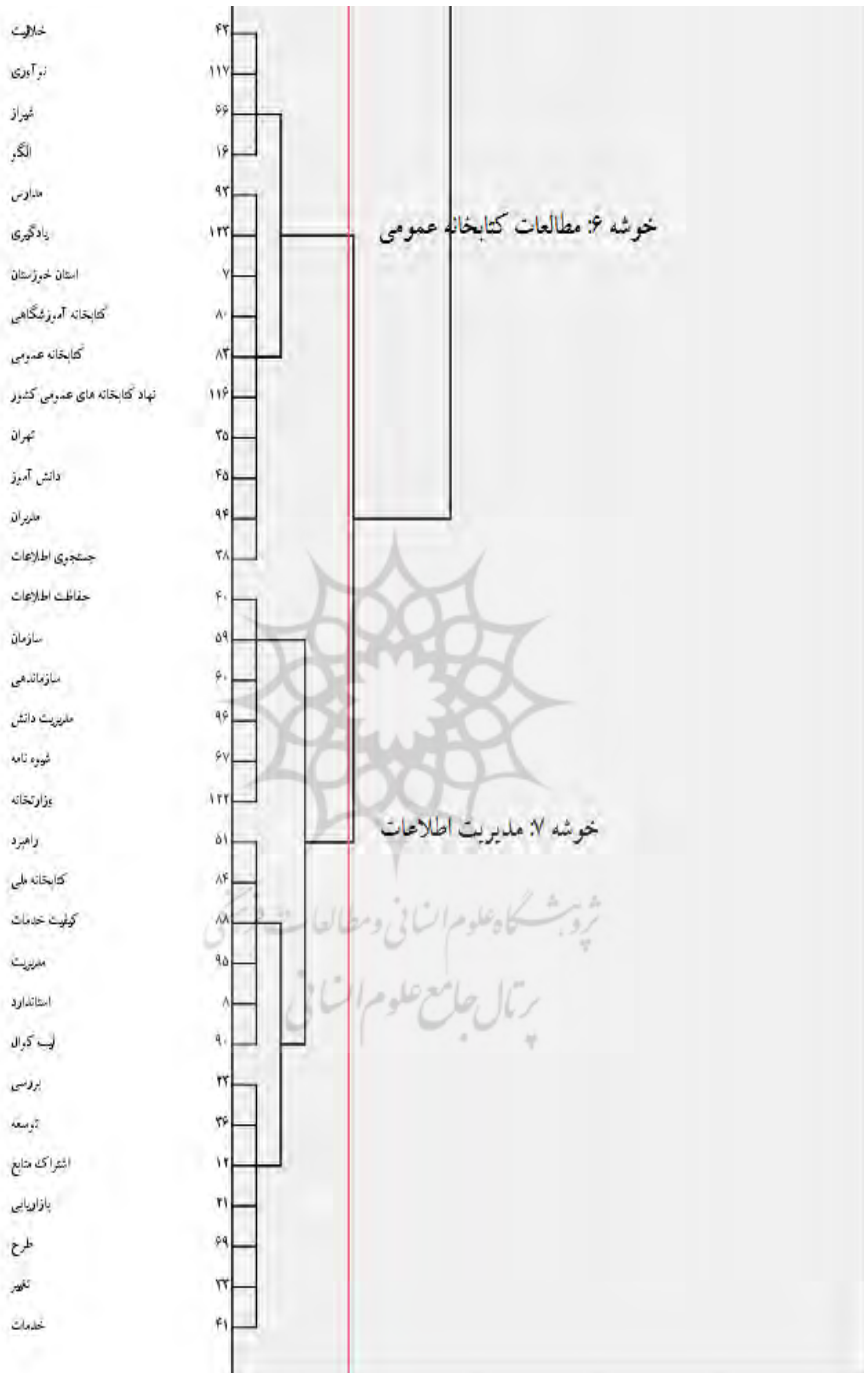 خلاقیت ۴۳
نوآوری ۱۱۷
شیراز ۶۶
الگو ۱۶
مدارس ۹۳
یادگیری ۱۲۳
استان خوزستان ۷
کتابخانه آموزشگاهی ۸۰
کتابخانه عمومی ۸۳
نهاد کتابخانه های عمومی کشور ۱۱۶
تهران ۳۵
دانش آموز ۴۵
مدیران ۹۴
جستجوی اطلاعات ۳۸
خوشه ۶: مطالعات کتابخانه عمومی
حفاظت اطلاعات ۴۰
سازمان ۵۹
سازماندهی ۶۰
مدیریت دانش ۹۶
شیوه نامه ۶۷
وزارتخانه ۱۲۲
راهبرد ۵۱
کتابخانه ملی ۸۴
کیفیت خدمات ۸۸
مدیریت ۹۵
استاندارد ۸
لیب کوال ۹۰
بررسی ۲۳
توسعه ۳۶
اشتراک منابع ۱۲
بازاریابی ۲۱
طرح ۶۹
تغییر ۳۳
خدمات ۴۱
خوشه ۷: مدیریت اطلاعات
پژوهشگاه علوم انسانی و مطالعات فرهنگی
پرتال جامع علوم انسانی